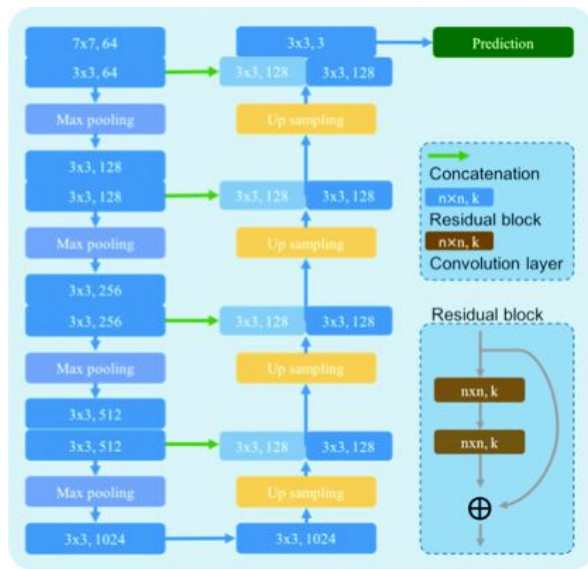 7x7, 64
3x3, 64
Max pooling
3x3, 128
3x3, 128
Max pooling
3x3, 256
3x3, 256
Max pooling
3x3, 512
3x3, 512
Max pooling
3x3, 1024
3x3, 3
3x3, 128 3x3, 128
Up sampling
3x3, 128 3x3, 128
Up sampling
3x3, 128 3x3, 128
Up sampling
3x3, 128 3x3, 128
Up sampling
3x3, 1024
Prediction
Concatenation
n×n, k
Residual block
n×n, k
Convolution layer
Residual block
nxn, k
nxn, k